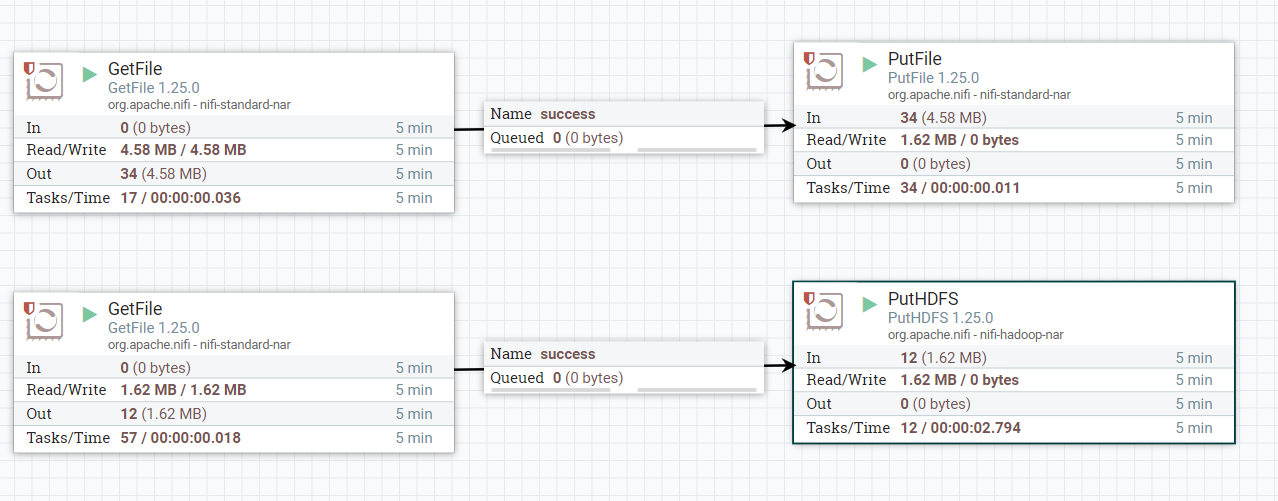 GetFile
GetFile 1.25.0
org.apache.nifi - nifi-standard-nar
In 0 (0 bytes) 5 min
Read/Write 4.58 MB / 4.58 MB 5 min
Out 34 (4.58 MB) 5 min
Tasks/Time 17 / 00:00:00.036 5 min
Name success
Queued 0 (0 bytes)
PutFile
PutFile 1.25.0
org.apache.nifi - nifi-standard-nar
In 34 (4.58 MB) 5 min
Read/Write 1.62 MB / 0 bytes 5 min
Out 0 (0 bytes) 5 min
Tasks/Time 34 / 00:00:00.011 5 min
GetFile
GetFile 1.25.0
org.apache.nifi - nifi-standard-nar
In 0 (0 bytes) 5 min
Read/Write 1.62 MB / 1.62 MB 5 min
Out 12 (1.62 MB) 5 min
Tasks/Time 57 / 00:00:00.018 5 min
Name success
Queued 0 (0 bytes)
PutHDFS
PutHDFS 1.25.0
org.apache.nifi - nifi-hadoop-nar
In 12 (1.62 MB) 5 min
Read/Write 1.62 MB / 0 bytes 5 min
Out 0 (0 bytes) 5 min
Tasks/Time 12 / 00:00:02.794 5 min